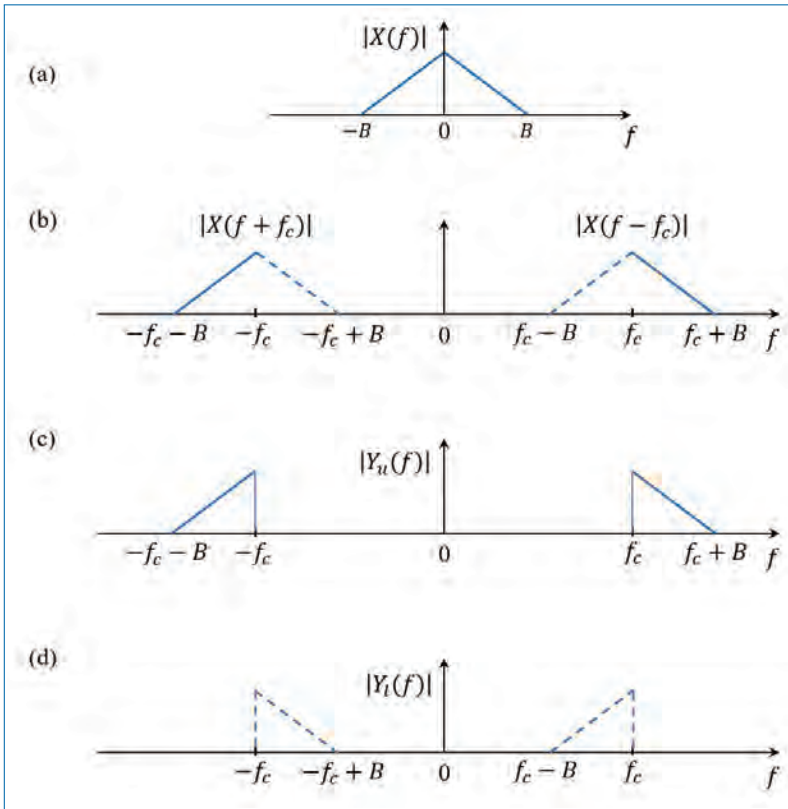 (a)
|X(f)|
−B 0 B f
(b)
|X(f + f_c)| |X(f − f_c)|
−f_c − B −f_c −f_c + B 0 f_c − B f_c f_c + B f
(c)
|Y_u(f)|
−f_c − B −f_c 0 f_c f_c + B f
(d)
|Y_l(f)|
−f_c −f_c + B 0 f_c − B f_c f